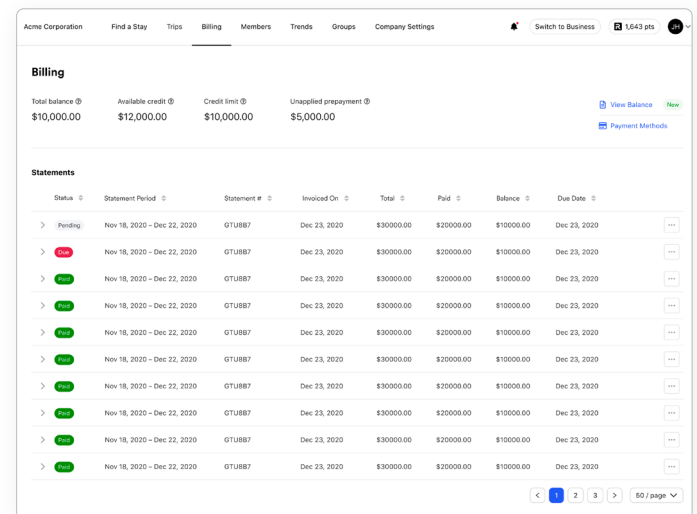 Acme Corporation Find a Stay Trips Billing Members Trends Groups Company Settings Switch to Business R 1,643 pts JH
Billing
Total balance Available credit Credit limit Unapplied prepayment
$10,000.00 $12,000.00 $10,000.00 $5,000.00
View Balance New
Payment Methods
Statements
Status Statement Period Statement # Invoiced On Total Paid Balance Due Date
Pending Nov 18, 2020 – Dec 22, 2020 GTU8B7 Dec 23, 2020 $30000.00 $20000.00 $10000.00 Dec 23, 2020
Due Nov 18, 2020 – Dec 22, 2020 GTU8B7 Dec 23, 2020 $30000.00 $20000.00 $10000.00 Dec 23, 2020
Paid Nov 18, 2020 – Dec 22, 2020 GTU8B7 Dec 23, 2020 $30000.00 $20000.00 $10000.00 Dec 23, 2020
Paid Nov 18, 2020 – Dec 22, 2020 GTU8B7 Dec 23, 2020 $30000.00 $20000.00 $10000.00 Dec 23, 2020
Paid Nov 18, 2020 – Dec 22, 2020 GTU8B7 Dec 23, 2020 $30000.00 $20000.00 $10000.00 Dec 23, 2020
Paid Nov 18, 2020 – Dec 22, 2020 GTU8B7 Dec 23, 2020 $30000.00 $20000.00 $10000.00 Dec 23, 2020
Paid Nov 18, 2020 – Dec 22, 2020 GTU8B7 Dec 23, 2020 $30000.00 $20000.00 $10000.00 Dec 23, 2020
Paid Nov 18, 2020 – Dec 22, 2020 GTU8B7 Dec 23, 2020 $30000.00 $20000.00 $10000.00 Dec 23, 2020
Paid Nov 18, 2020 – Dec 22, 2020 GTU8B7 Dec 23, 2020 $30000.00 $20000.00 $10000.00 Dec 23, 2020
Paid Nov 18, 2020 – Dec 22, 2020 GTU8B7 Dec 23, 2020 $30000.00 $20000.00 $10000.00 Dec 23, 2020
1 2 3 50 / page